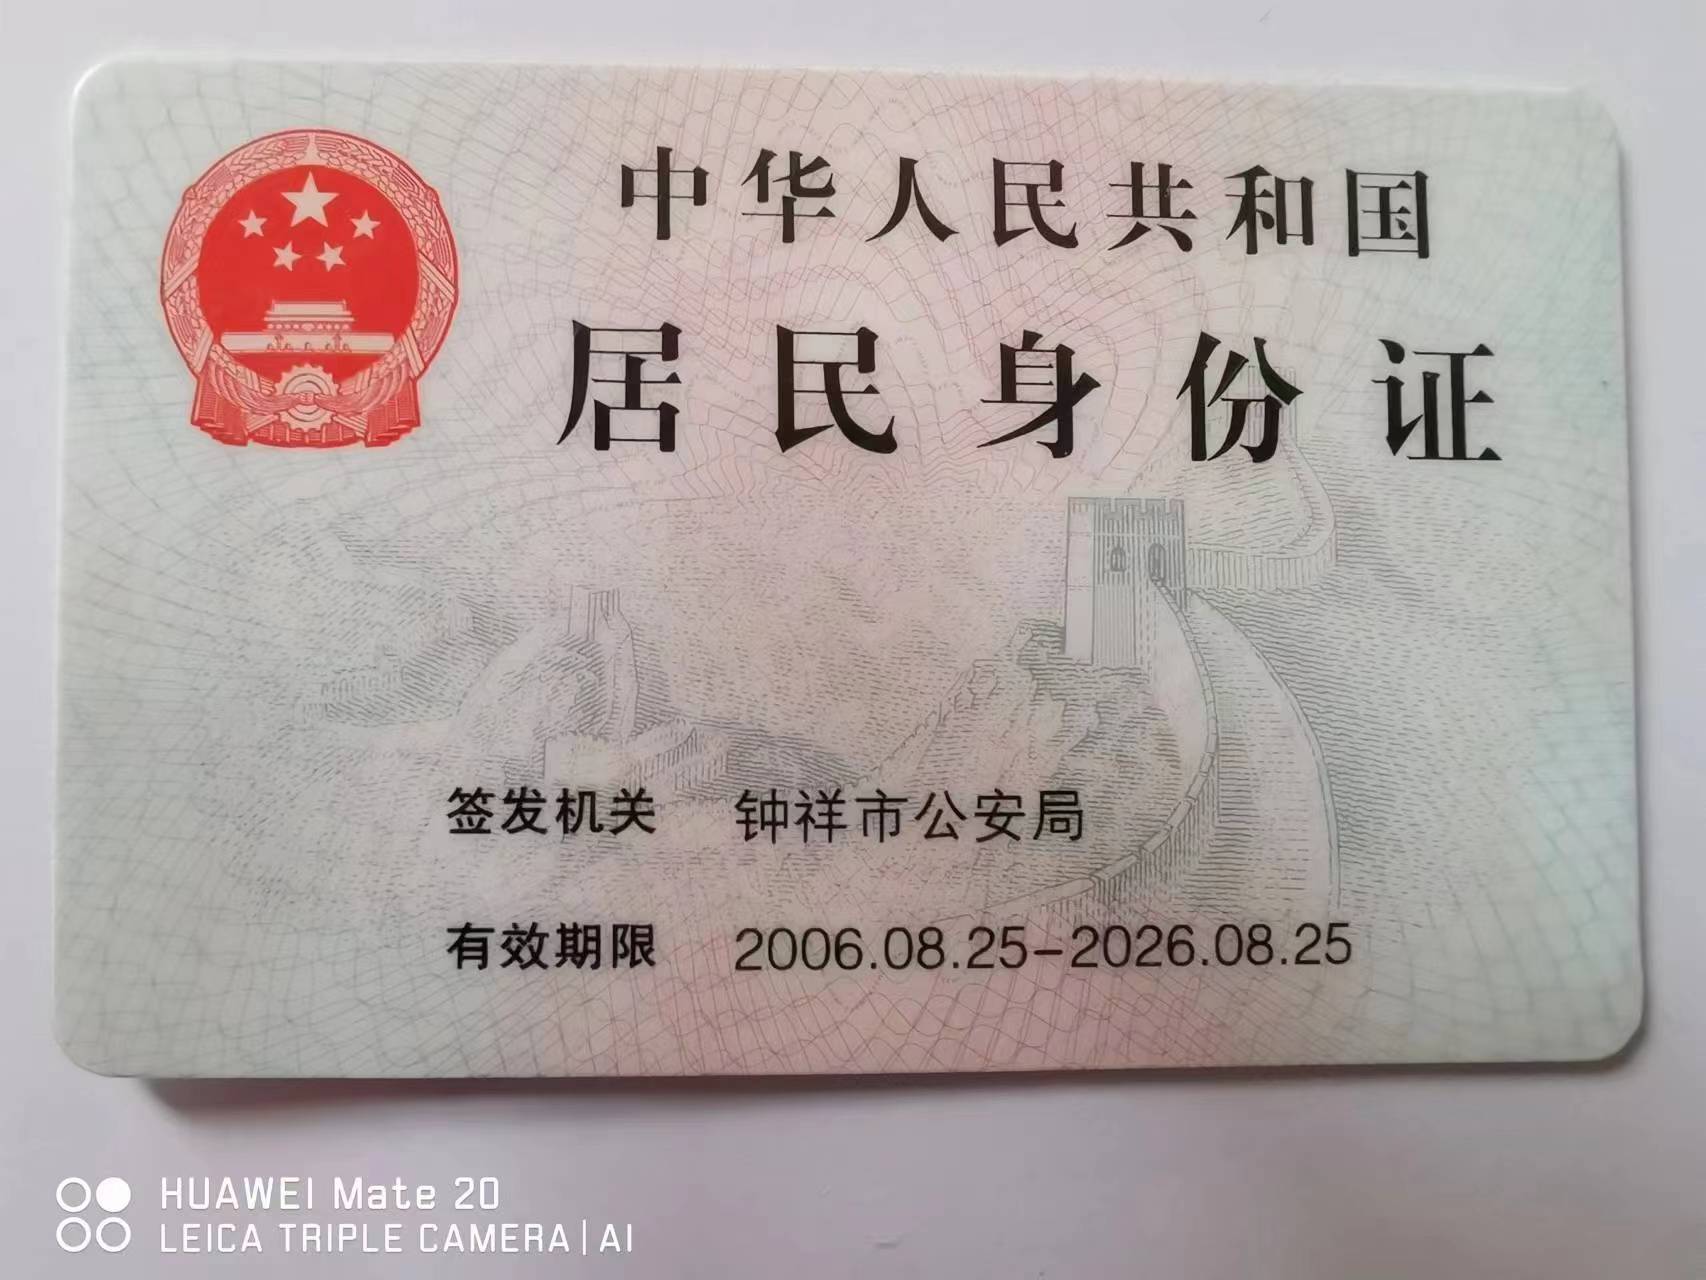 中华人民共和国
居民身份证
签发机关 钟祥市公安局
有效期限 2006.08.25-2026.08.25
HUAWEI Mate 20
LEICA TRIPLE CAMERA | AI